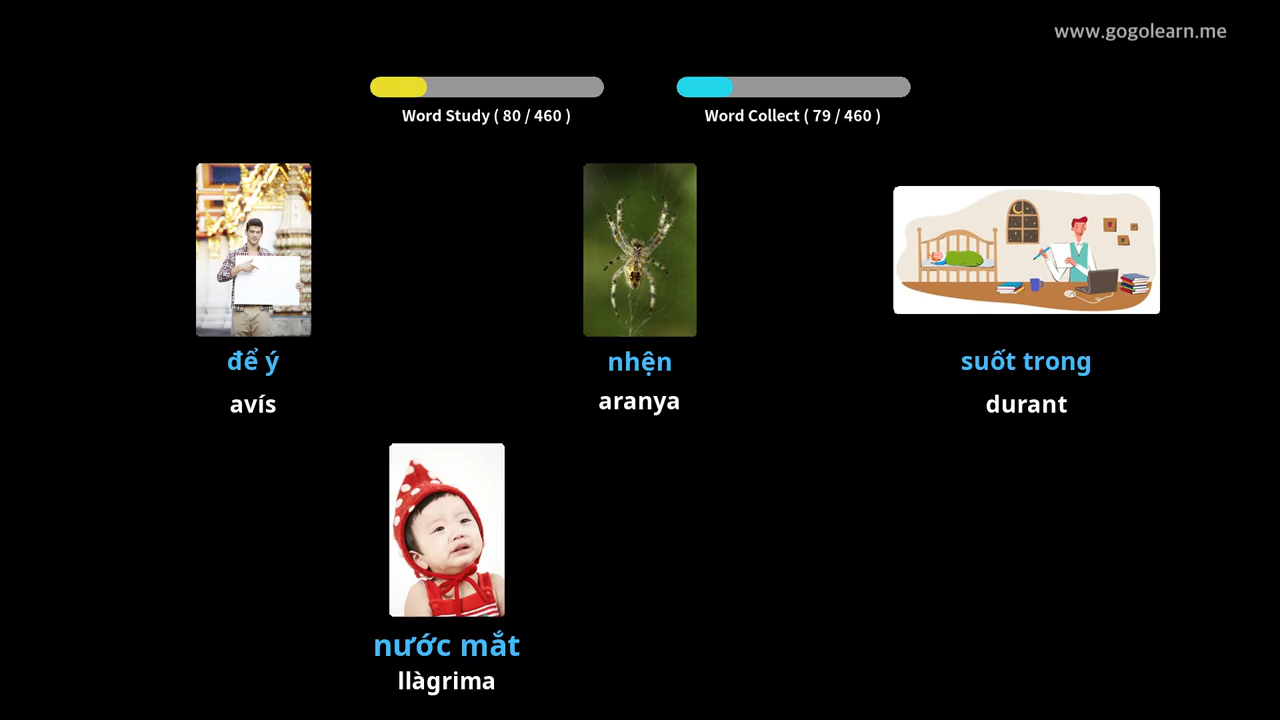 www.gogolearn.me
Word Study ( 80 / 460 )
Word Collect ( 79 / 460 )
để ý
avís
nhện
aranya
suốt trong
durant
nước mắt
llàgrima